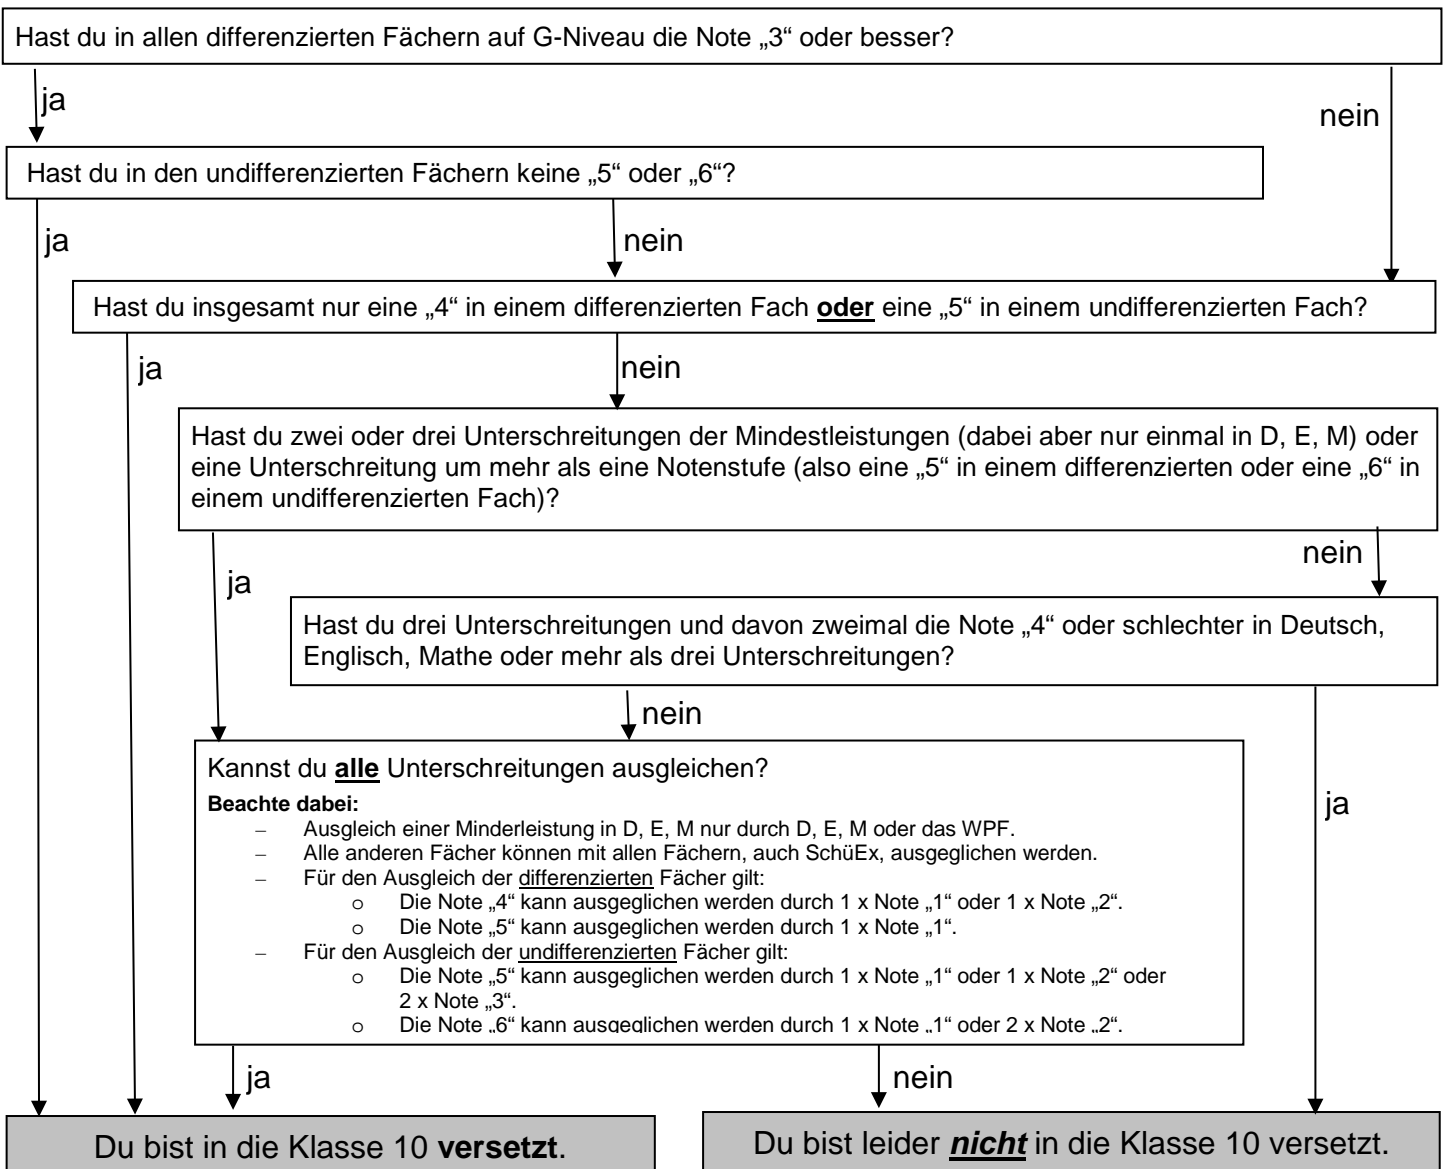 Hast du in allen differenzierten Fächern auf G-Niveau die Note „3“ oder besser?
ja
nein
Hast du in den undifferenzierten Fächern keine „5“ oder „6“?
ja
nein
Hast du insgesamt nur eine „4“ in einem differenzierten Fach oder eine „5“ in einem undifferenzierten Fach?
ja
nein
Hast du zwei oder drei Unterschreitungen der Mindestleistungen (dabei aber nur einmal in D, E, M) oder
eine Unterschreitung um mehr als eine Notenstufe (also eine „5“ in einem differenzierten oder eine „6“ in
einem undifferenzierten Fach)?
nein
ja
Hast du drei Unterschreitungen und davon zweimal die Note „4“ oder schlechter in Deutsch,
Englisch, Mathe oder mehr als drei Unterschreitungen?
nein
Kannst du alle Unterschreitungen ausgleichen?
Beachte dabei:
– Ausgleich einer Minderleistung in D, E, M nur durch D, E, M oder das WPF.
– Alle anderen Fächer können mit allen Fächern, auch SchüEx, ausgeglichen werden.
– Für den Ausgleich der differenzierten Fächer gilt:
o Die Note „4“ kann ausgeglichen werden durch 1 x Note „1“ oder 1 x Note „2“.
o Die Note „5“ kann ausgeglichen werden durch 1 x Note „1“.
– Für den Ausgleich der undifferenzierten Fächer gilt:
o Die Note „5“ kann ausgeglichen werden durch 1 x Note „1“ oder 1 x Note „2“ oder
2 x Note „3“.
o Die Note „6“ kann ausgeglichen werden durch 1 x Note „1“ oder 2 x Note „2“.
ja
ja
nein
Du bist in die Klasse 10 versetzt.
Du bist leider nicht in die Klasse 10 versetzt.